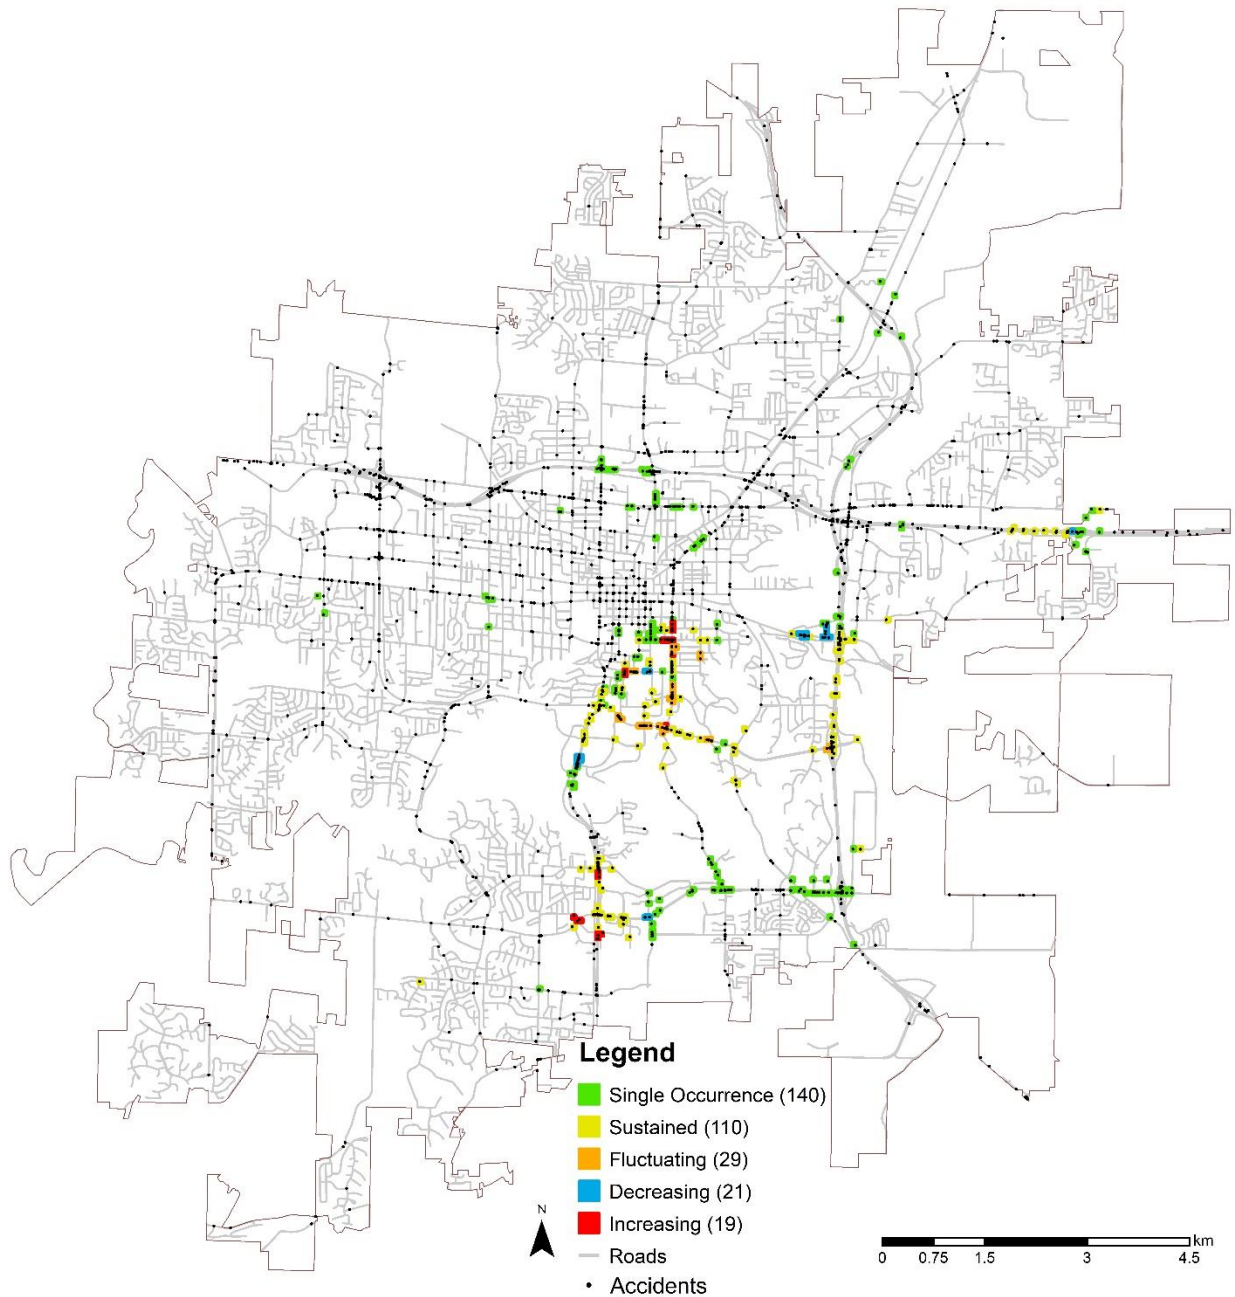 Legend
Single Occurrence (140)
Sustained (110)
Fluctuating (29)
Decreasing (21)
Increasing (19)
Roads
Accidents
N
km
0 0.75 1.5 3 4.5